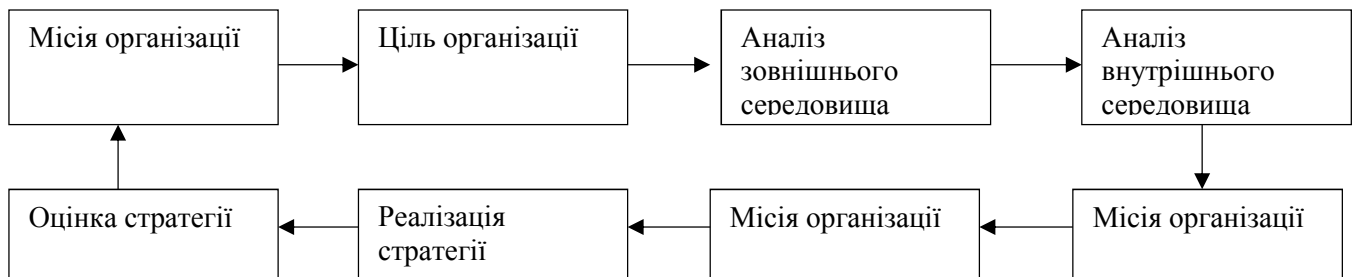 Місія організації
Ціль організації
Аналіз
зовнішнього
середовища
Аналіз
внутрішнього
середовища
Оцінка стратегії
Реалізація
стратегії
Місія організації
Місія організації